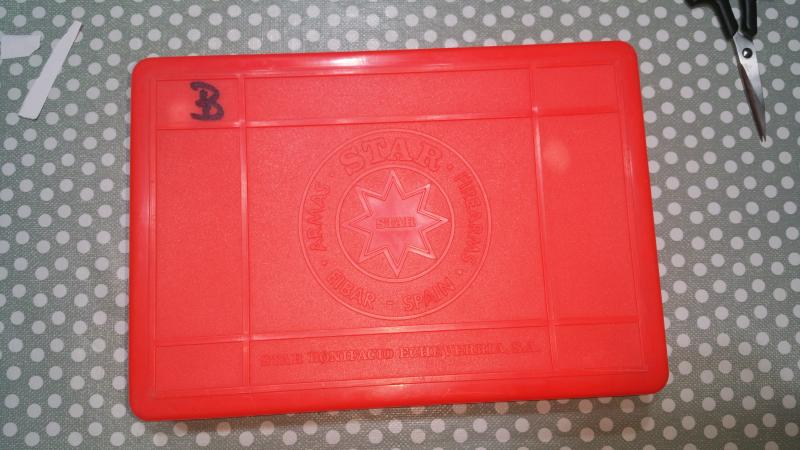 B
· STAR ·
ARMAS · FIREARMS
STAR
· EIBAR - SPAIN ·
STAR BONIFACIO ECHEVERRIA, S.A.